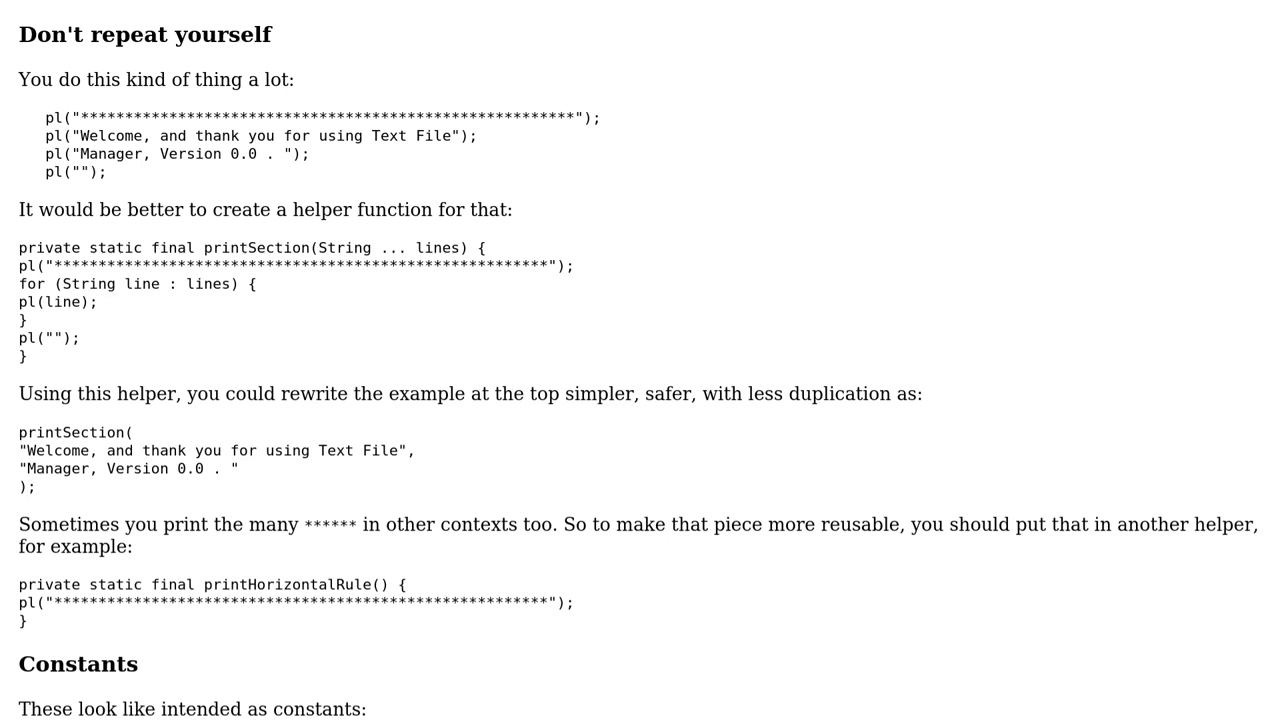 Don't repeat yourself
You do this kind of thing a lot:
pl("********************************************************");
pl("Welcome, and thank you for using Text File");
pl("Manager, Version 0.0 . ");
pl("");
It would be better to create a helper function for that:
private static final printSection(String ... lines) {
pl("********************************************************");
for (String line : lines) {
pl(line);
}
pl("");
}
Using this helper, you could rewrite the example at the top simpler, safer, with less duplication as:
printSection(
"Welcome, and thank you for using Text File",
"Manager, Version 0.0 . "
);
Sometimes you print the many ****** in other contexts too. So to make that piece more reusable, you should put that in another helper,
for example:
private static final printHorizontalRule() {
pl("********************************************************");
}
Constants
These look like intended as constants: